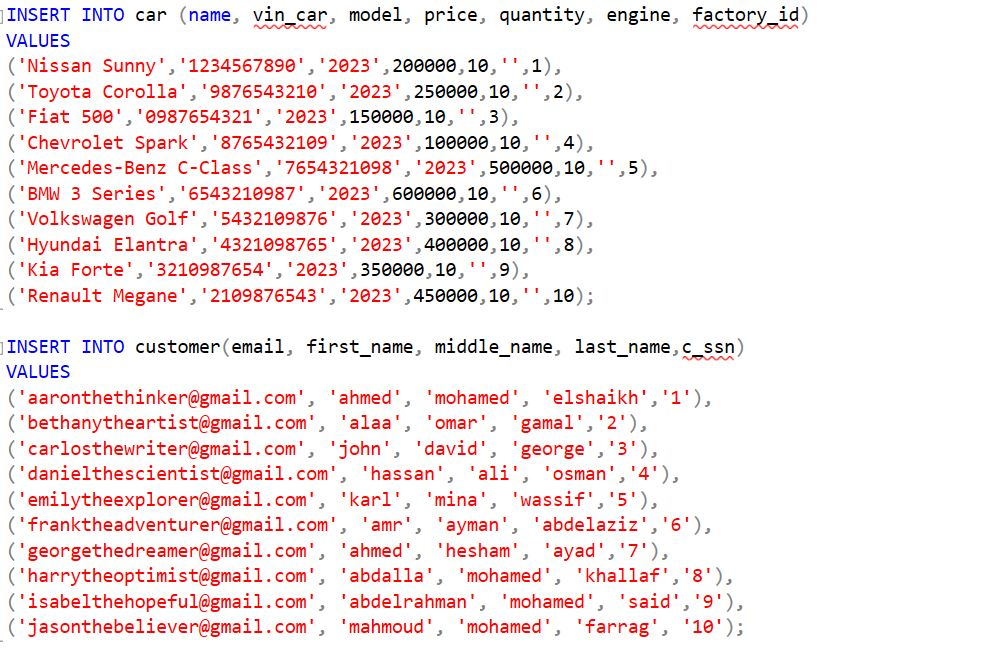 INSERT INTO car (name, vin_car, model, price, quantity, engine, factory_id)
VALUES
('Nissan Sunny','1234567890','2023',200000,10,'',1),
('Toyota Corolla','9876543210','2023',250000,10,'',2),
('Fiat 500','0987654321','2023',150000,10,'',3),
('Chevrolet Spark','8765432109','2023',100000,10,'',4),
('Mercedes-Benz C-Class','7654321098','2023',500000,10,'',5),
('BMW 3 Series','6543210987','2023',600000,10,'',6),
('Volkswagen Golf','5432109876','2023',300000,10,'',7),
('Hyundai Elantra','4321098765','2023',400000,10,'',8),
('Kia Forte','3210987654','2023',350000,10,'',9),
('Renault Megane','2109876543','2023',450000,10,'',10);
INSERT INTO customer(email, first_name, middle_name, last_name,c_ssn)
VALUES
('aaronthethinker@gmail.com', 'ahmed', 'mohamed', 'elshaikh','1'),
('bethanytheartist@gmail.com', 'alaa', 'omar', 'gamal','2'),
('carlosthewriter@gmail.com', 'john', 'david', 'george','3'),
('danielthescientist@gmail.com', 'hassan', 'ali', 'osman','4'),
('emilytheexplorer@gmail.com', 'karl', 'mina', 'wassif','5'),
('franktheadventurer@gmail.com', 'amr', 'ayman', 'abdelaziz','6'),
('georgethedreamer@gmail.com', 'ahmed', 'hesham', 'ayad','7'),
('harrytheoptimist@gmail.com', 'abdalla', 'mohamed', 'khallaf','8'),
('isabelthehopeful@gmail.com', 'abdelrahman', 'mohamed', 'said','9'),
('jasonthebeliever@gmail.com', 'mahmoud', 'mohamed', 'farrag', '10');